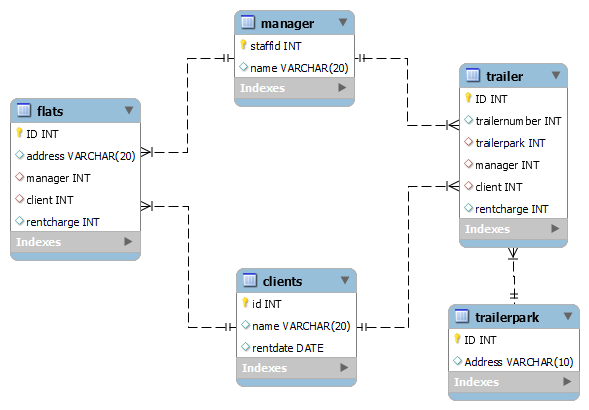 manager
staffid INT
name VARCHAR(20)
Indexes
flats
ID INT
address VARCHAR(20)
manager INT
client INT
rentcharge INT
Indexes
trailer
ID INT
trailernumber INT
trailerpark INT
manager INT
client INT
rentcharge INT
Indexes
clients
id INT
name VARCHAR(20)
rentdate DATE
Indexes
trailerpark
ID INT
Address VARCHAR(10)
Indexes